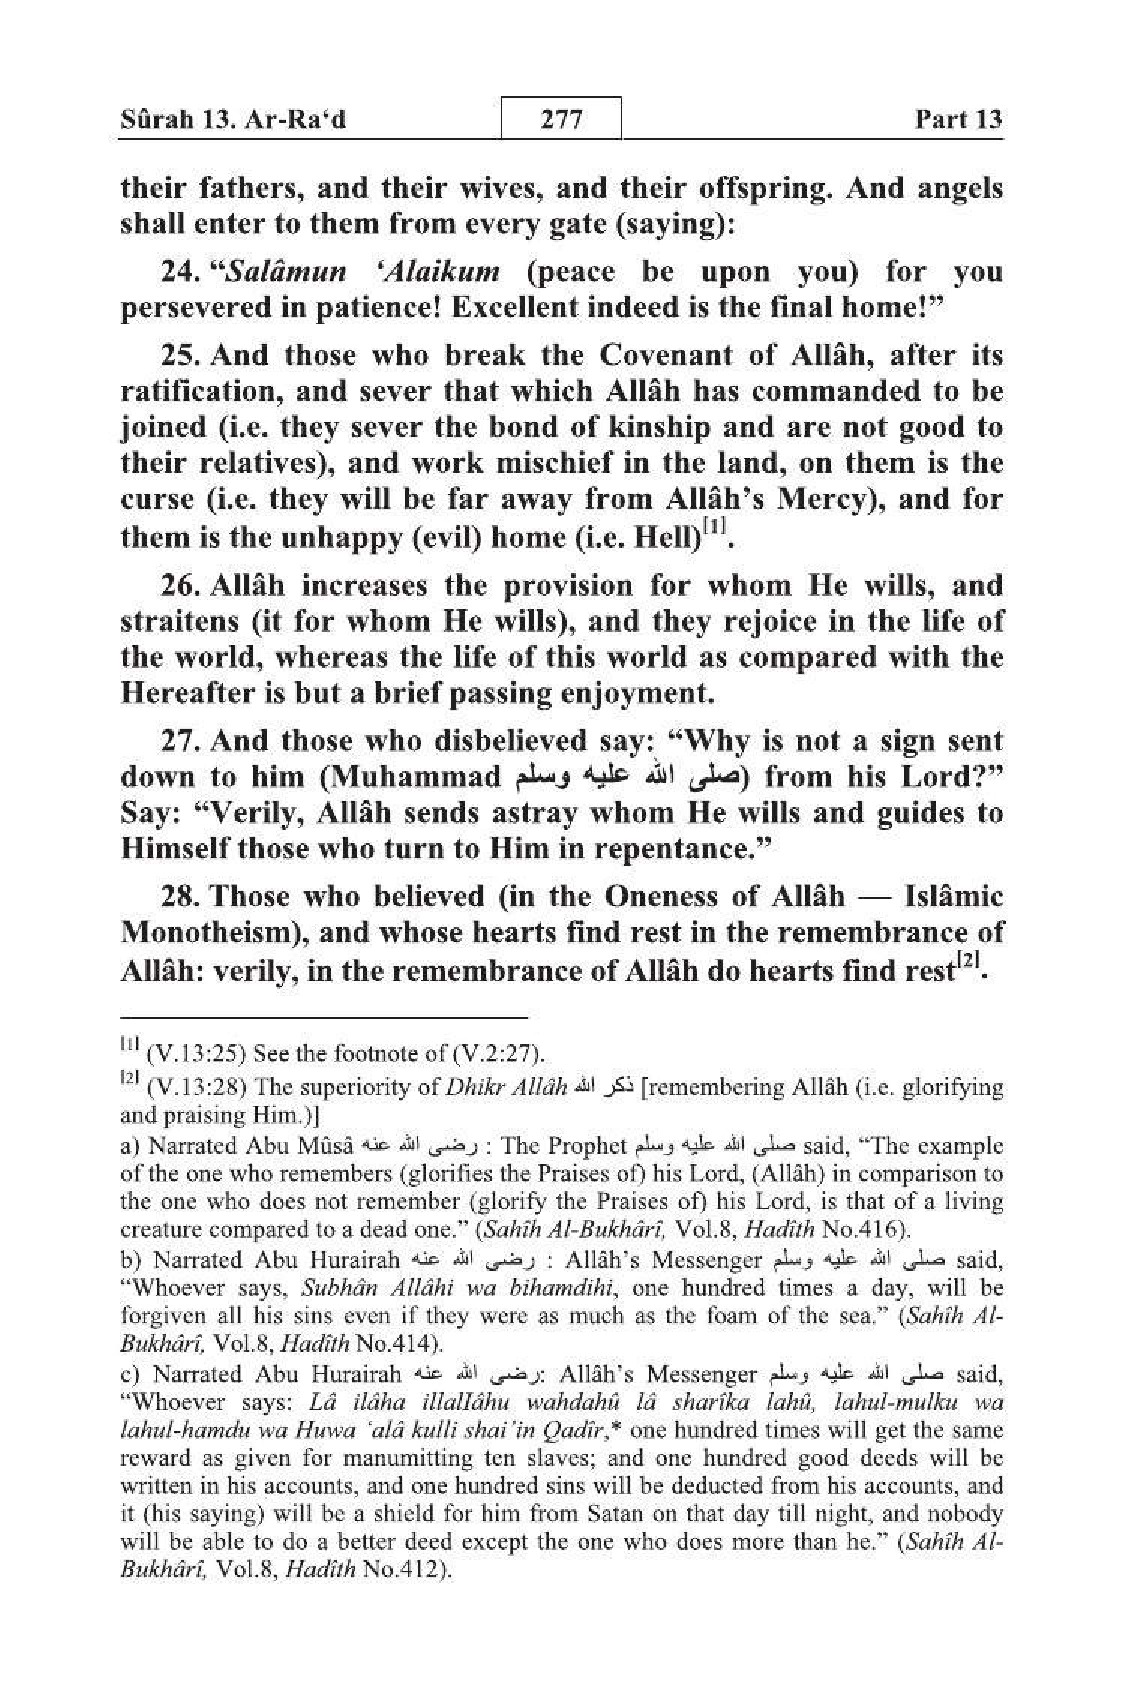 Sûrah 13. Ar-Ra‘d 277 Part 13
their fathers, and their wives, and their offspring. And angels
shall enter to them from every gate (saying):
24. “Salâmun ‘Alaikum (peace be upon you) for you
persevered in patience! Excellent indeed is the final home!”
25. And those who break the Covenant of Allâh, after its
ratification, and sever that which Allâh has commanded to be
joined (i.e. they sever the bond of kinship and are not good to
their relatives), and work mischief in the land, on them is the
curse (i.e. they will be far away from Allâh’s Mercy), and for
them is the unhappy (evil) home (i.e. Hell)[1].
26. Allâh increases the provision for whom He wills, and
straitens (it for whom He wills), and they rejoice in the life of
the world, whereas the life of this world as compared with the
Hereafter is but a brief passing enjoyment.
27. And those who disbelieved say: “Why is not a sign sent
down to him (Muhammad صلى الله عليه وسلم) from his Lord?”
Say: “Verily, Allâh sends astray whom He wills and guides to
Himself those who turn to Him in repentance.”
28. Those who believed (in the Oneness of Allâh — Islâmic
Monotheism), and whose hearts find rest in the remembrance of
Allâh: verily, in the remembrance of Allâh do hearts find rest[2].
[1] (V.13:25) See the footnote of (V.2:27).
[2] (V.13:28) The superiority of Dhikr Allâh ذكر الله [remembering Allâh (i.e. glorifying
and praising Him.)]
a) Narrated Abu Mûsâ رضى الله عنه : The Prophet صلى الله عليه وسلم said, “The example
of the one who remembers (glorifies the Praises of) his Lord, (Allâh) in comparison to
the one who does not remember (glorify the Praises of) his Lord, is that of a living
creature compared to a dead one.” (Sahîh Al-Bukhârî, Vol.8, Hadîth No.416).
b) Narrated Abu Hurairah رضى الله عنه : Allâh’s Messenger صلى الله عليه وسلم said,
“Whoever says, Subhân Allâhi wa bihamdihi, one hundred times a day, will be
forgiven all his sins even if they were as much as the foam of the sea.” (Sahîh Al-
Bukhârî, Vol.8, Hadîth No.414).
c) Narrated Abu Hurairah رضى الله عنه: Allâh’s Messenger صلى الله عليه وسلم said,
“Whoever says: Lâ ilâha illalIâhu wahdahû lâ sharîka lahû, lahul-mulku wa
lahul-hamdu wa Huwa ‘alâ kulli shai’in Qadîr,* one hundred times will get the same
reward as given for manumitting ten slaves; and one hundred good deeds will be
written in his accounts, and one hundred sins will be deducted from his accounts, and
it (his saying) will be a shield for him from Satan on that day till night, and nobody
will be able to do a better deed except the one who does more than he.” (Sahîh Al-
Bukhârî, Vol.8, Hadîth No.412).